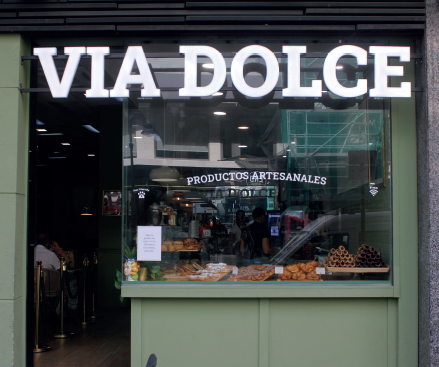 VIA DOLCE
PRODUCTOS ARTESANALES